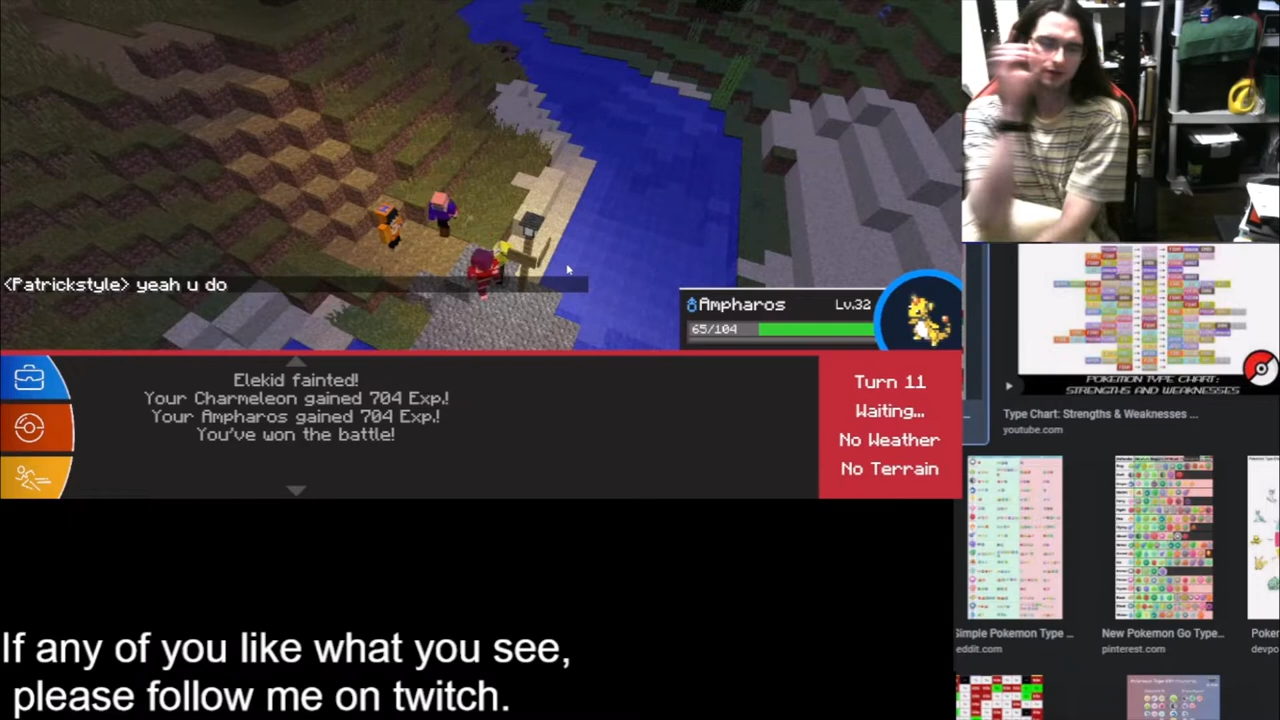 <Patrickstyle> yeah u do
Ampharos Lv.32
65/104
Elekid fainted!
Your Charmeleon gained 704 Exp.!
Your Ampharos gained 704 Exp.!
You've won the battle!
Turn 11
Waiting...
No Weather
No Terrain
POKEMON TYPE CHART:
STRENGTHS AND WEAKNESSES
Type Chart: Strengths & Weaknesses ...
youtube.com
Simple Pokemon Type ...
eddit.com
New Pokemon Go Type...
pinterest.com
Poker
devpo
If any of you like what you see,
please follow me on twitch.